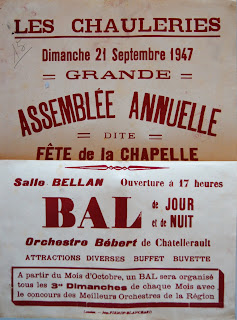 LES CHAULERIES
Dimanche 21 Septembre 1947
= GRANDE =
ASSEMBLÉE ANNUELLE
= DITE =
FÊTE de la CHAPELLE
Salle BELLAN Ouverture à 17 heures
BAL de JOUR et de NUIT
Orchestre Bébert de Châtellerault
ATTRACTIONS DIVERSES BUFFET BUVETTE
A partir du Mois d'Octobre, un BAL sera organisé
tous les 3es Dimanches de chaque Mois avec
le concours des Meilleurs Orchestres de la Région